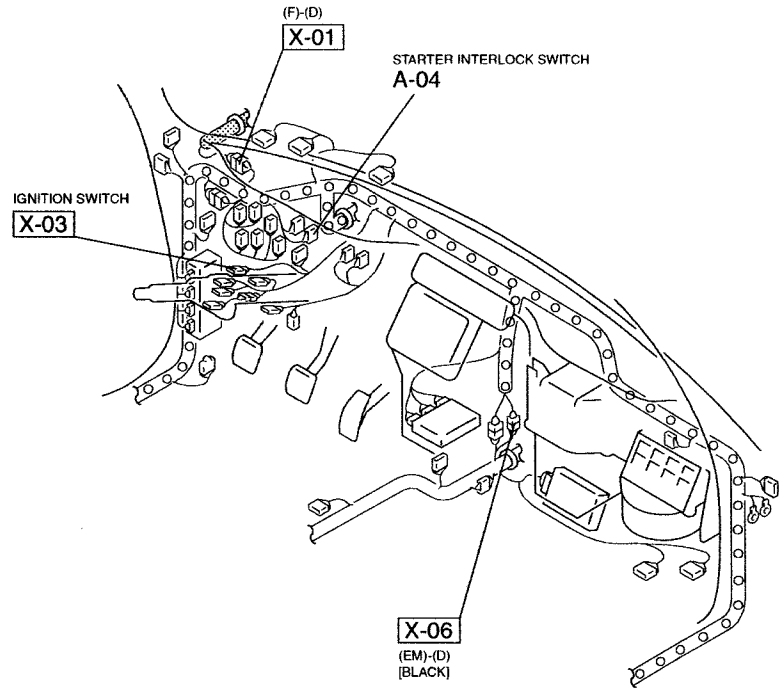 (F)-(D)
X-01
STARTER INTERLOCK SWITCH
A-04
IGNITION SWITCH
X-03
X-06
(EM)-(D)
[BLACK]